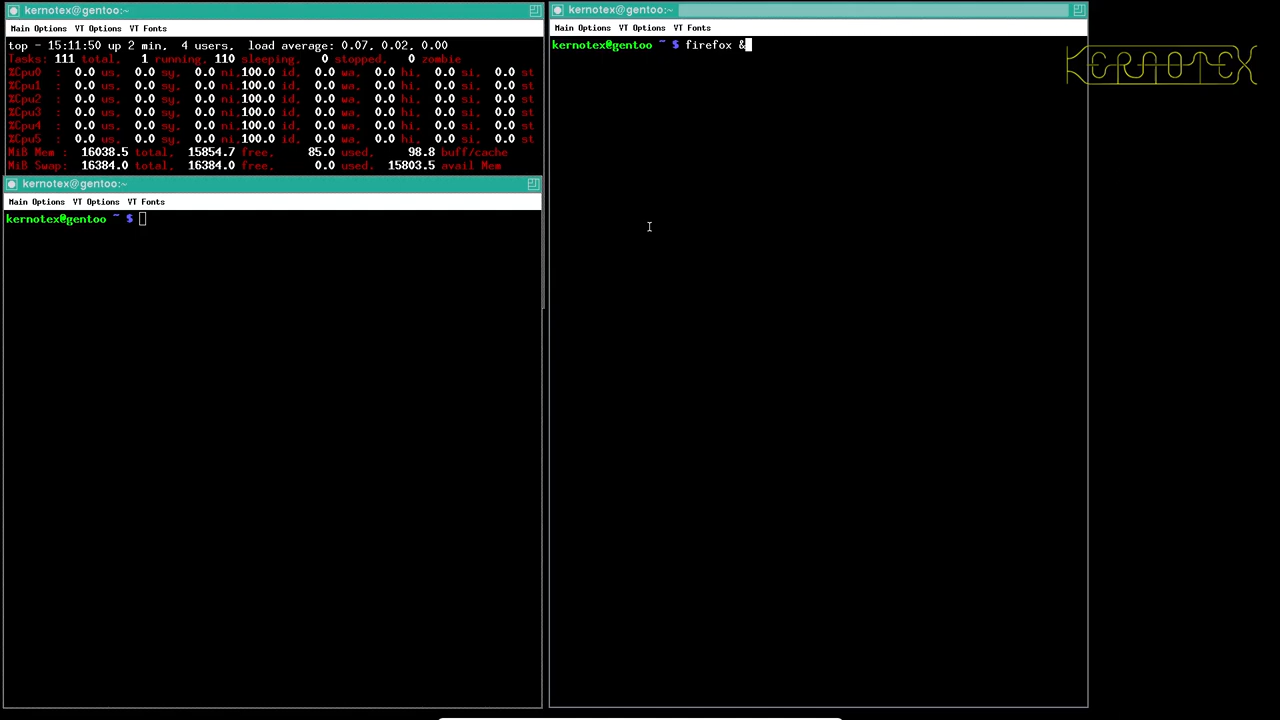 kernotex@gentoo:~
Main Options VT Options VT Fonts
top - 15:11:50 up 2 min, 4 users, load average: 0.07, 0.02, 0.00
Tasks: 111 total, 1 running, 110 sleeping, 0 stopped, 0 zombie
%Cpu0 : 0.0 us, 0.0 sy, 0.0 ni,100.0 id, 0.0 wa, 0.0 hi, 0.0 si, 0.0 st
%Cpu1 : 0.0 us, 0.0 sy, 0.0 ni,100.0 id, 0.0 wa, 0.0 hi, 0.0 si, 0.0 st
%Cpu2 : 0.0 us, 0.0 sy, 0.0 ni,100.0 id, 0.0 wa, 0.0 hi, 0.0 si, 0.0 st
%Cpu3 : 0.0 us, 0.0 sy, 0.0 ni,100.0 id, 0.0 wa, 0.0 hi, 0.0 si, 0.0 st
%Cpu4 : 0.0 us, 0.0 sy, 0.0 ni,100.0 id, 0.0 wa, 0.0 hi, 0.0 si, 0.0 st
%Cpu5 : 0.0 us, 0.0 sy, 0.0 ni,100.0 id, 0.0 wa, 0.0 hi, 0.0 si, 0.0 st
MiB Mem : 16038.5 total, 15854.7 free, 85.0 used, 98.8 buff/cache
MiB Swap: 16384.0 total, 16384.0 free, 0.0 used, 15803.5 avail Mem
kernotex@gentoo:~
Main Options VT Options VT Fonts
kernotex@gentoo ~ $
kernotex@gentoo:~
Main Options VT Options VT Fonts
kernotex@gentoo ~ $ firefox &
KERNOTEX